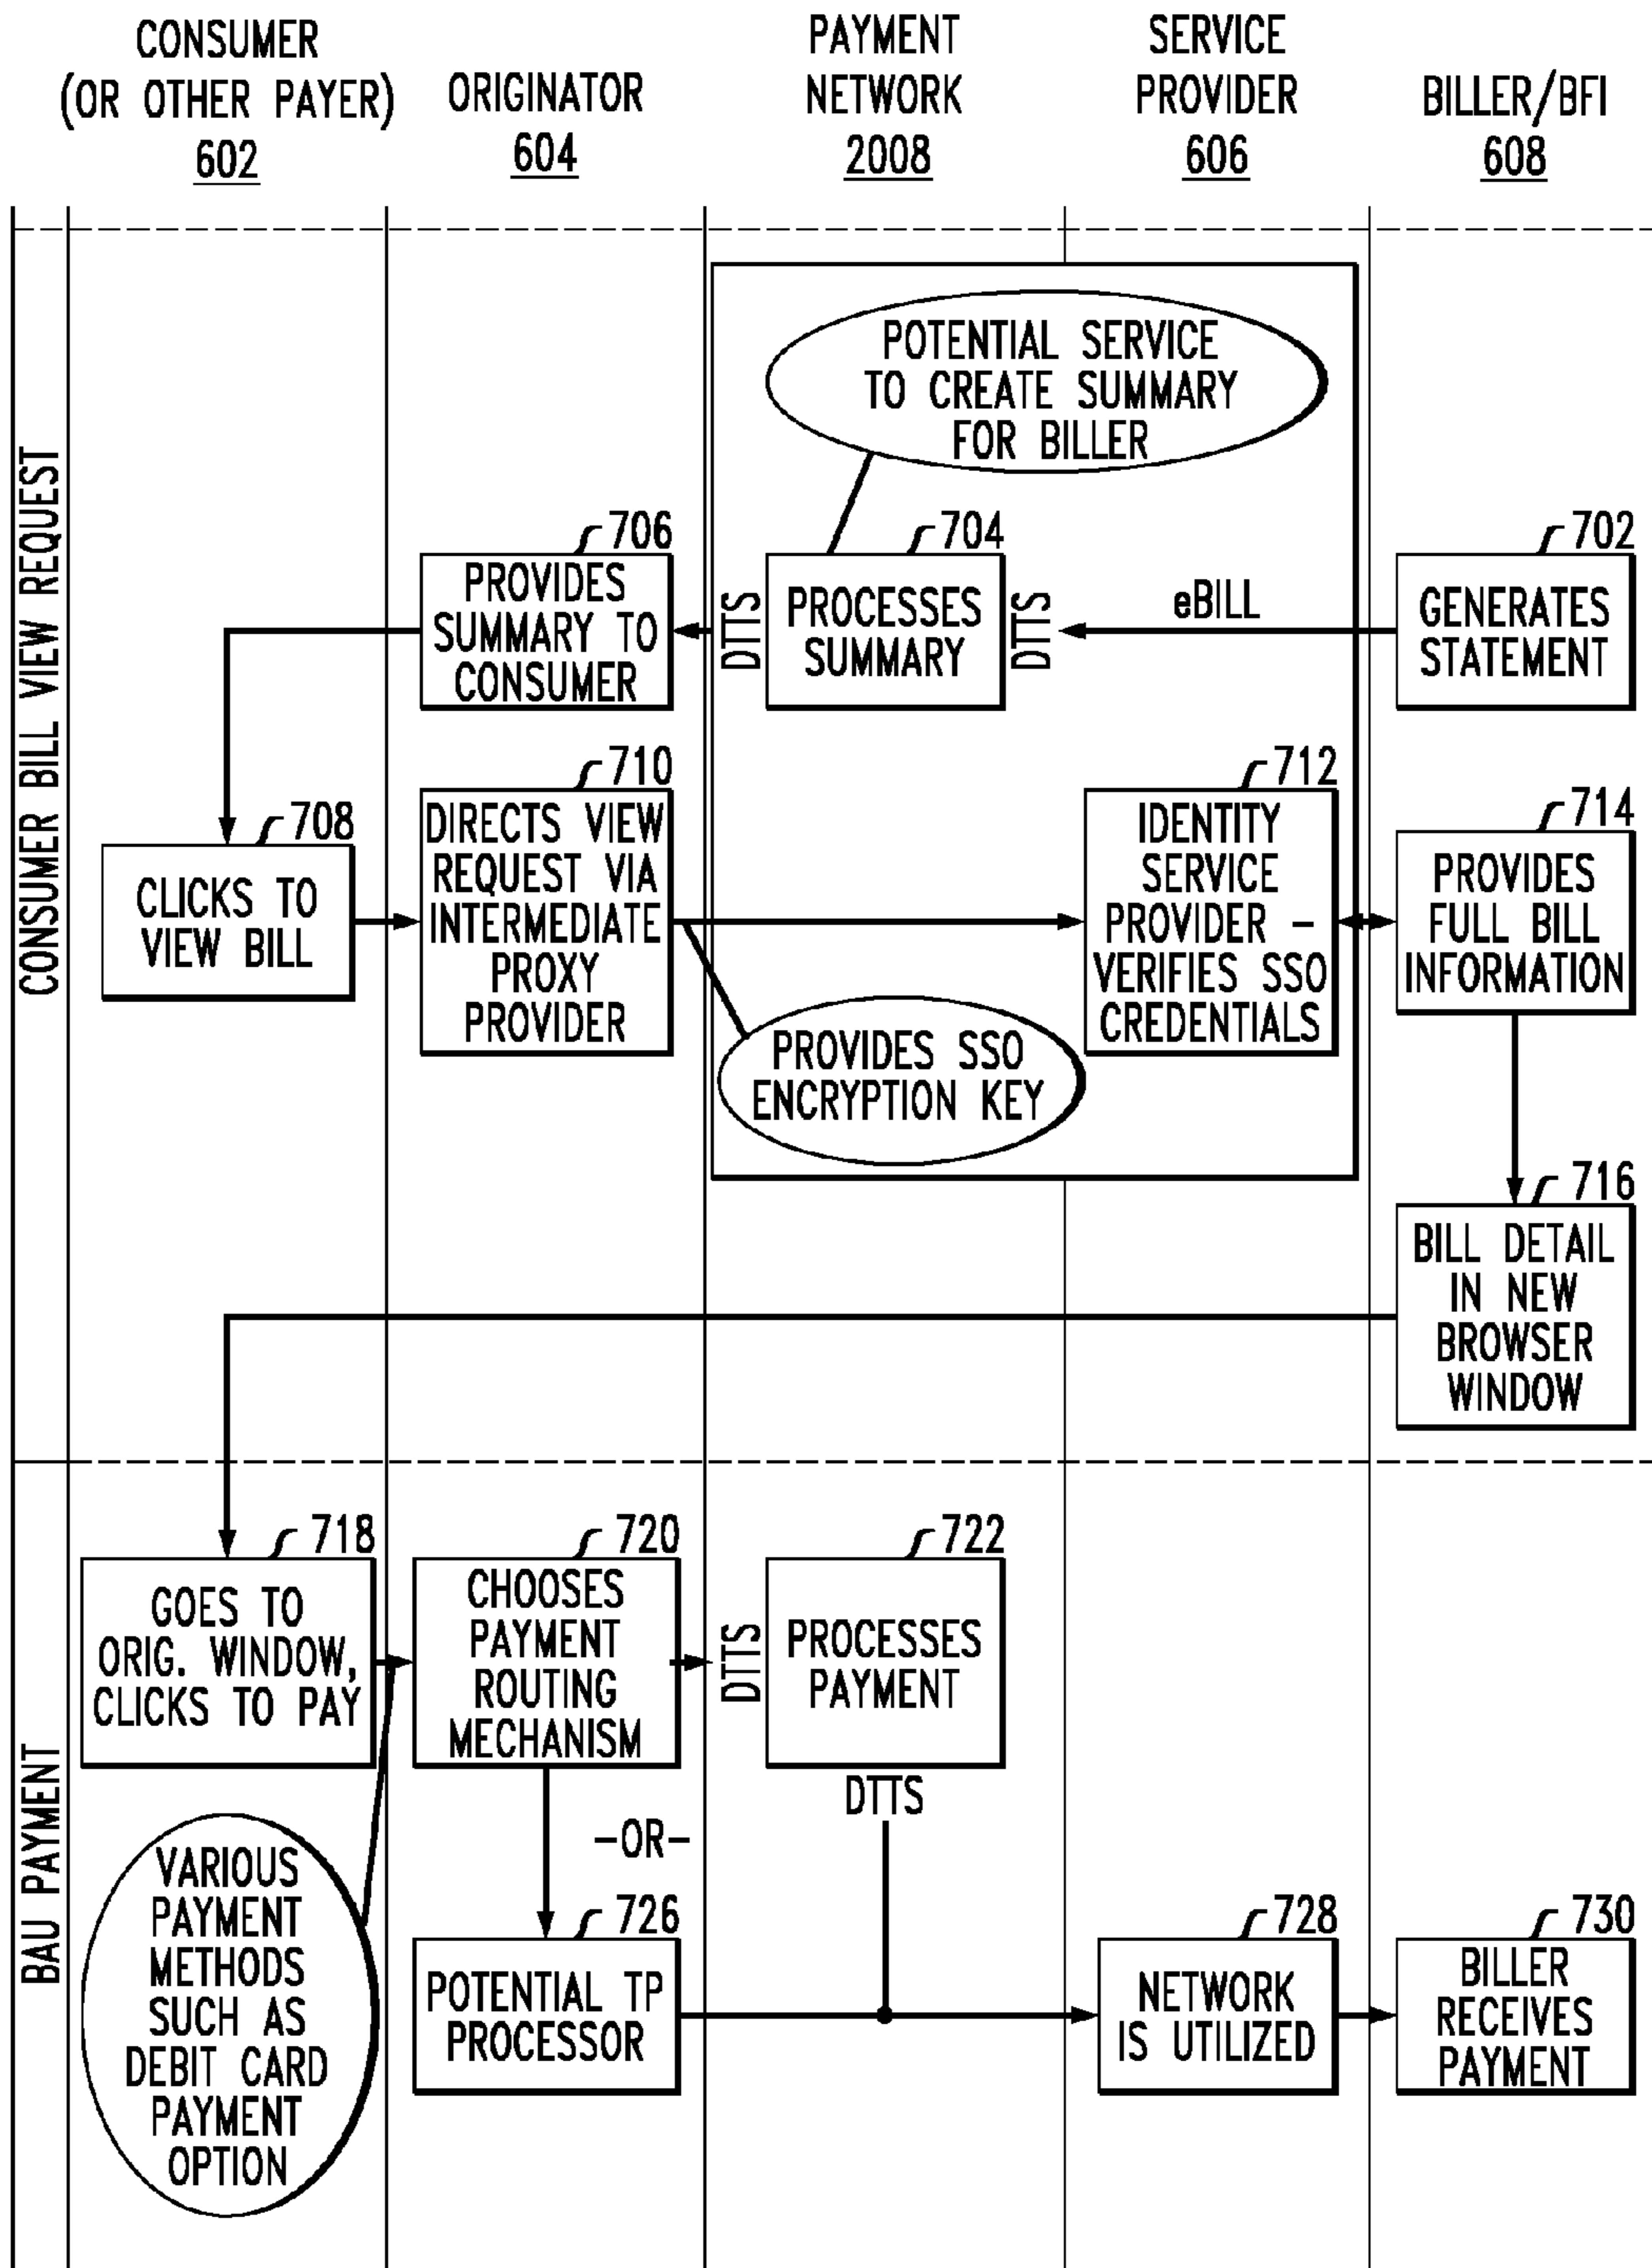 CONSUMER
(OR OTHER PAYER)
602
ORIGINATOR
604
PAYMENT
NETWORK
2008
SERVICE
PROVIDER
606
BILLER/BFI
608
CONSUMER BILL VIEW REQUEST
POTENTIAL SERVICE
TO CREATE SUMMARY
FOR BILLER
706
PROVIDES
SUMMARY TO
CONSUMER
DTTS
704
PROCESSES
SUMMARY
DTTS
eBILL
702
GENERATES
STATEMENT
708
CLICKS TO
VIEW BILL
710
DIRECTS VIEW
REQUEST VIA
INTERMEDIATE
PROXY
PROVIDER
PROVIDES SSO
ENCRYPTION KEY
712
IDENTITY
SERVICE
PROVIDER –
VERIFIES SSO
CREDENTIALS
714
PROVIDES
FULL BILL
INFORMATION
716
BILL DETAIL
IN NEW
BROWSER
WINDOW
BAU PAYMENT
718
GOES TO
ORIG. WINDOW,
CLICKS TO PAY
720
CHOOSES
PAYMENT
ROUTING
MECHANISM
DTTS
722
PROCESSES
PAYMENT
DTTS
–OR–
VARIOUS
PAYMENT
METHODS
SUCH AS
DEBIT CARD
PAYMENT
OPTION
726
POTENTIAL TP
PROCESSOR
728
NETWORK
IS UTILIZED
730
BILLER
RECEIVES
PAYMENT